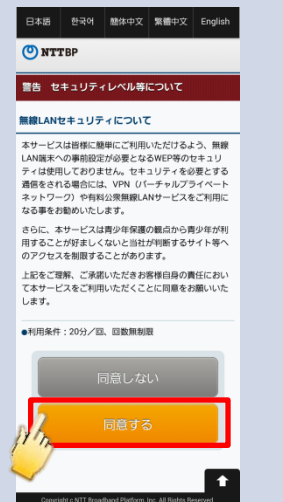 日本語 한국어 簡体中文 繁體中文 English
NTTBP
警告 セキュリティレベル等について
無線LANセキュリティについて
本サービスは皆様に簡単にご利用いただけるよう、無線
LAN端末への事前設定が必要となるWEP等のセキュリ
ティは使用しておりません。セキュリティを必要とする
通信をされる場合には、VPN（バーチャルプライベート
ネットワーク）や有料公衆無線LANサービスをご利用に
なる事をお勧めいたします。
さらに、本サービスは青少年保護の観点から青少年が利
用することが好ましくないと当社が判断するサイト等へ
のアクセスを制限することがあります。
上記をご理解、ご承諾いただきお客様自身の責任におい
て本サービスをご利用いただくことに同意をお願いいた
します。
●利用条件：20分／回、回数無制限
同意しない
同意する
Copyright c NTT Broadband Platform, Inc. All Rights Reserved.